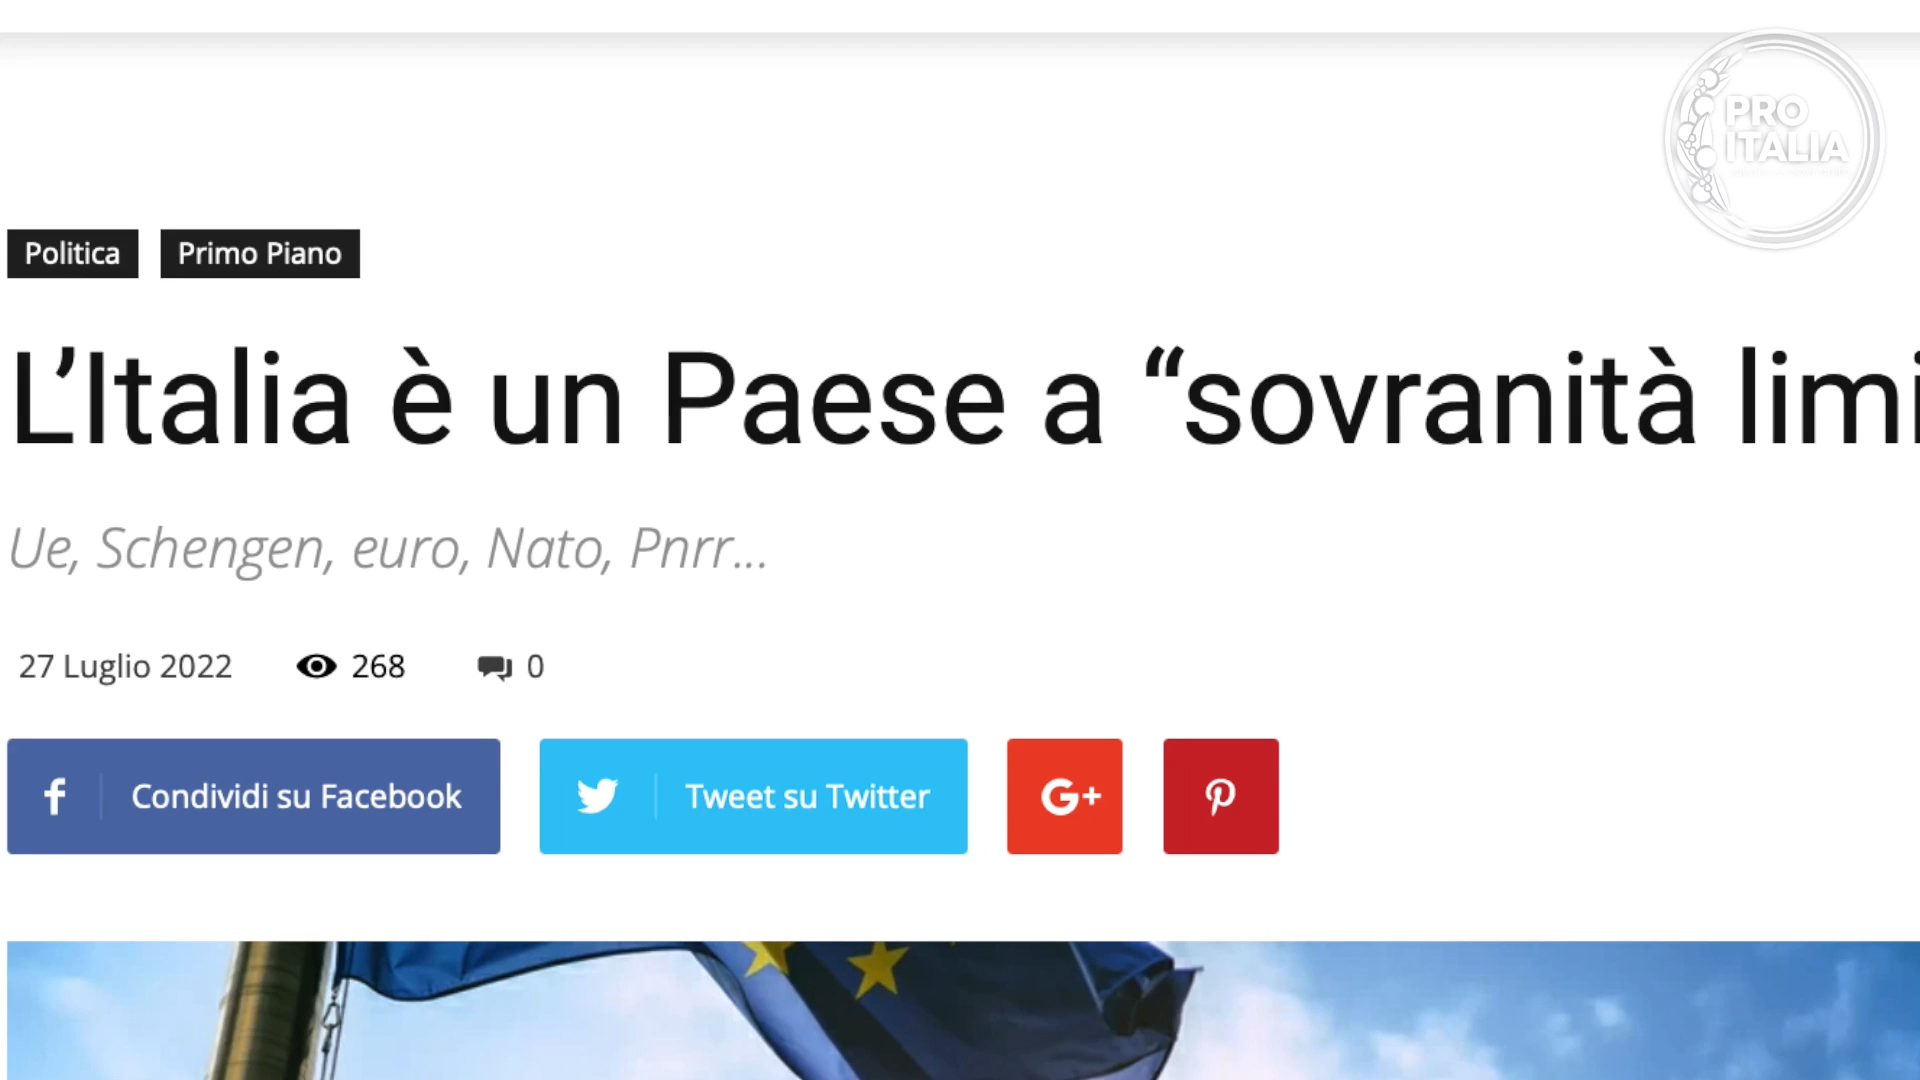 PRO
ITALIA
Politica Primo Piano
L’Italia è un Paese a “sovranità limi
Ue, Schengen, euro, Nato, Pnrr...
27 Luglio 2022 268 0
f Condividi su Facebook Tweet su Twitter G+